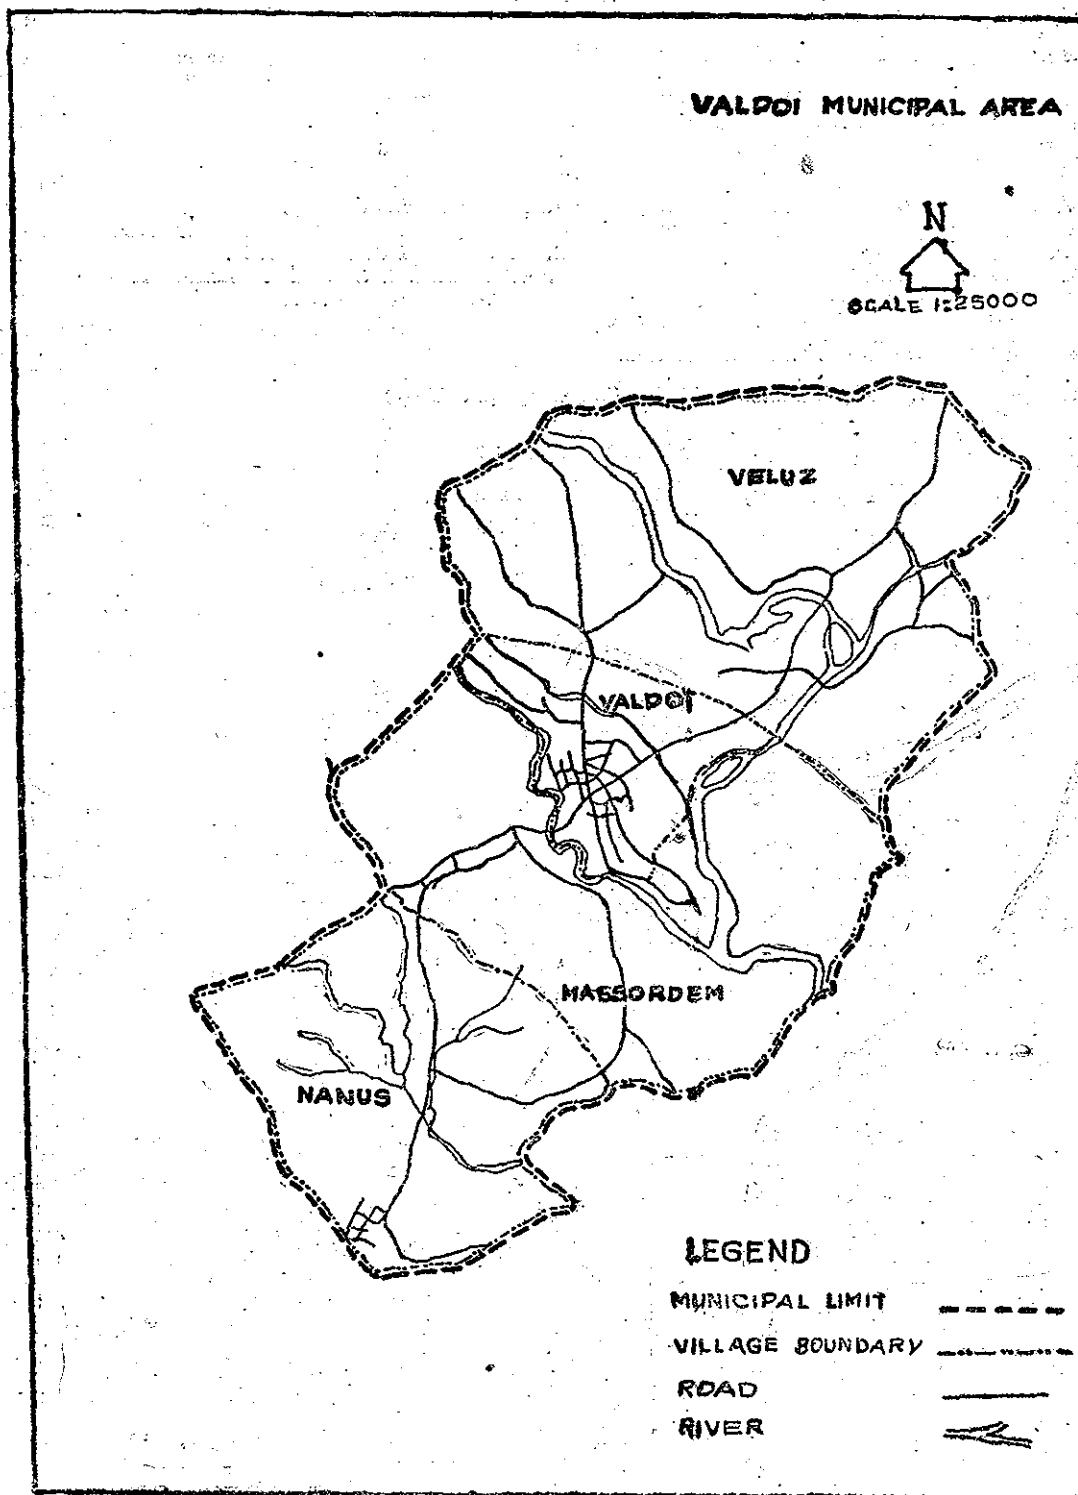 VALPOI MUNICIPAL AREA
N
SCALE 1:25000
VELUZ
VALPOI
MASSORDEM
NANUS
LEGEND
MUNICIPAL LIMIT
VILLAGE BOUNDARY
ROAD
RIVER